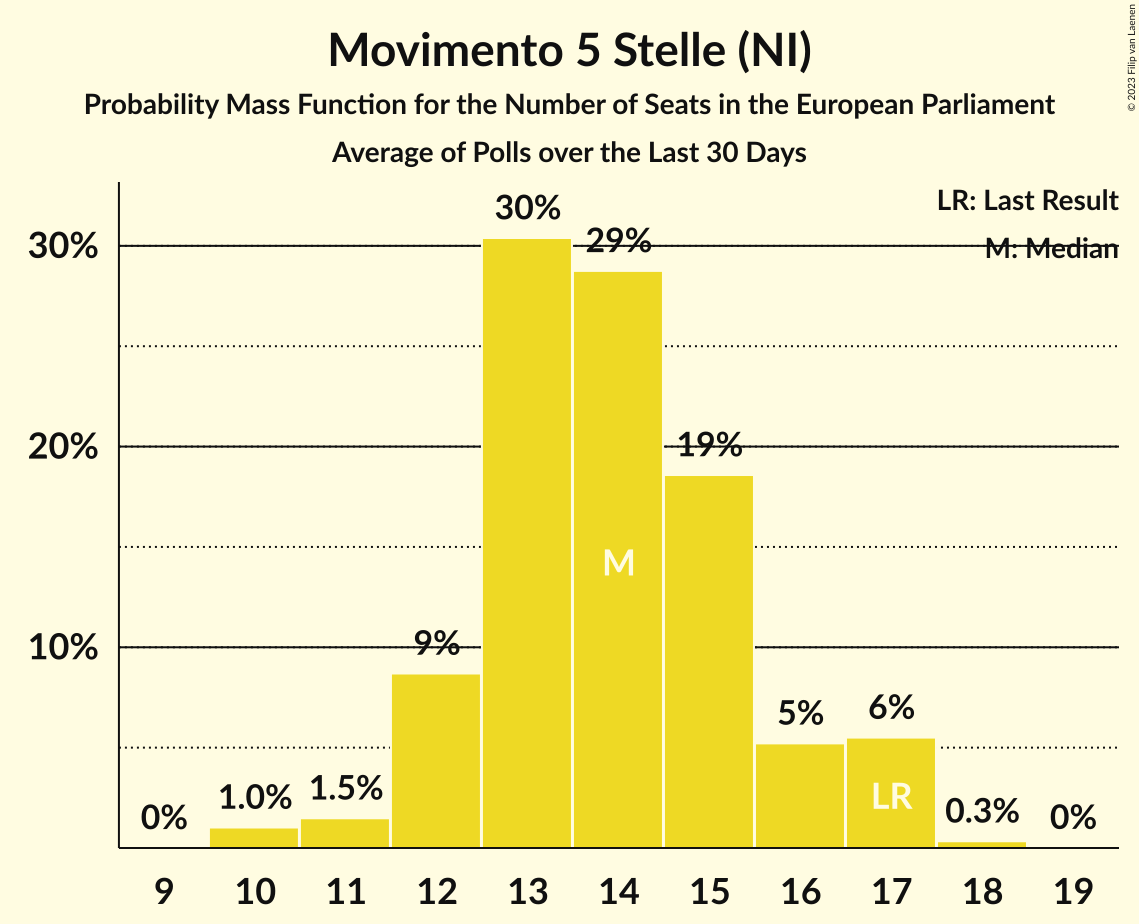 Movimento 5 Stelle (NI)
Probability Mass Function for the Number of Seats in the European Parliament
Average of Polls over the Last 30 Days
© 2023 Filip van Laenen
LR: Last Result
M: Median
30%
20%
10%
0%
1.0%
1.5%
9%
30%
29%
19%
5%
6%
0.3%
0%
M
LR
9 10 11 12 13 14 15 16 17 18 19